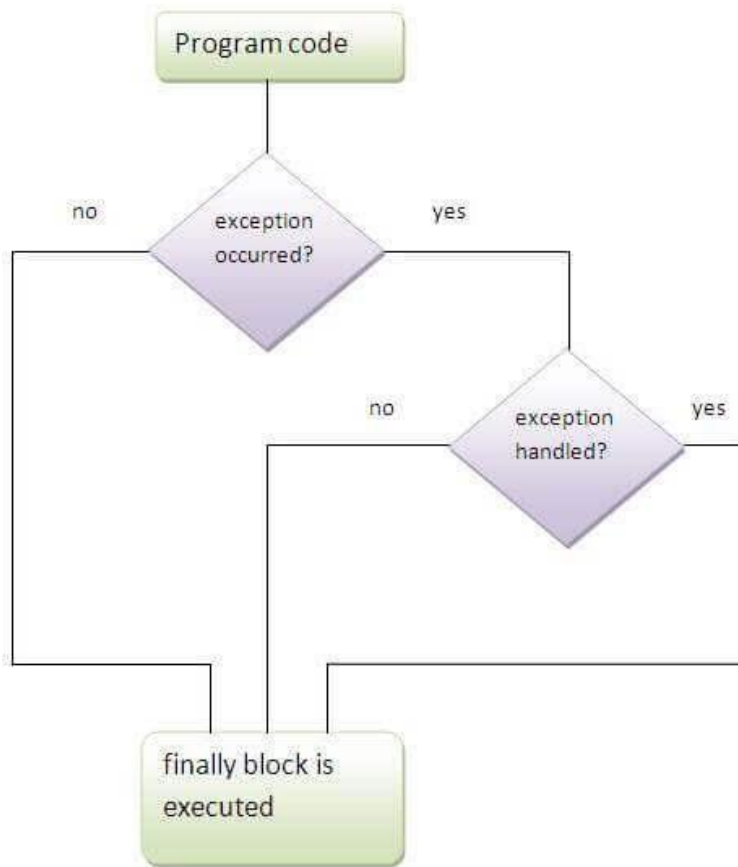 Program code
no
exception
occurred?
yes
no
exception
handled?
yes
finally block is
executed